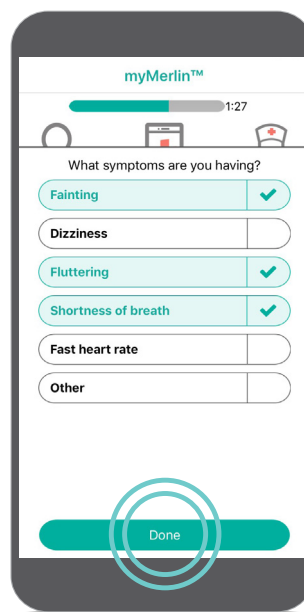 myMerlin™
1:27
What symptoms are you having?
Fainting
Dizziness
Fluttering
Shortness of breath
Fast heart rate
Other
Done